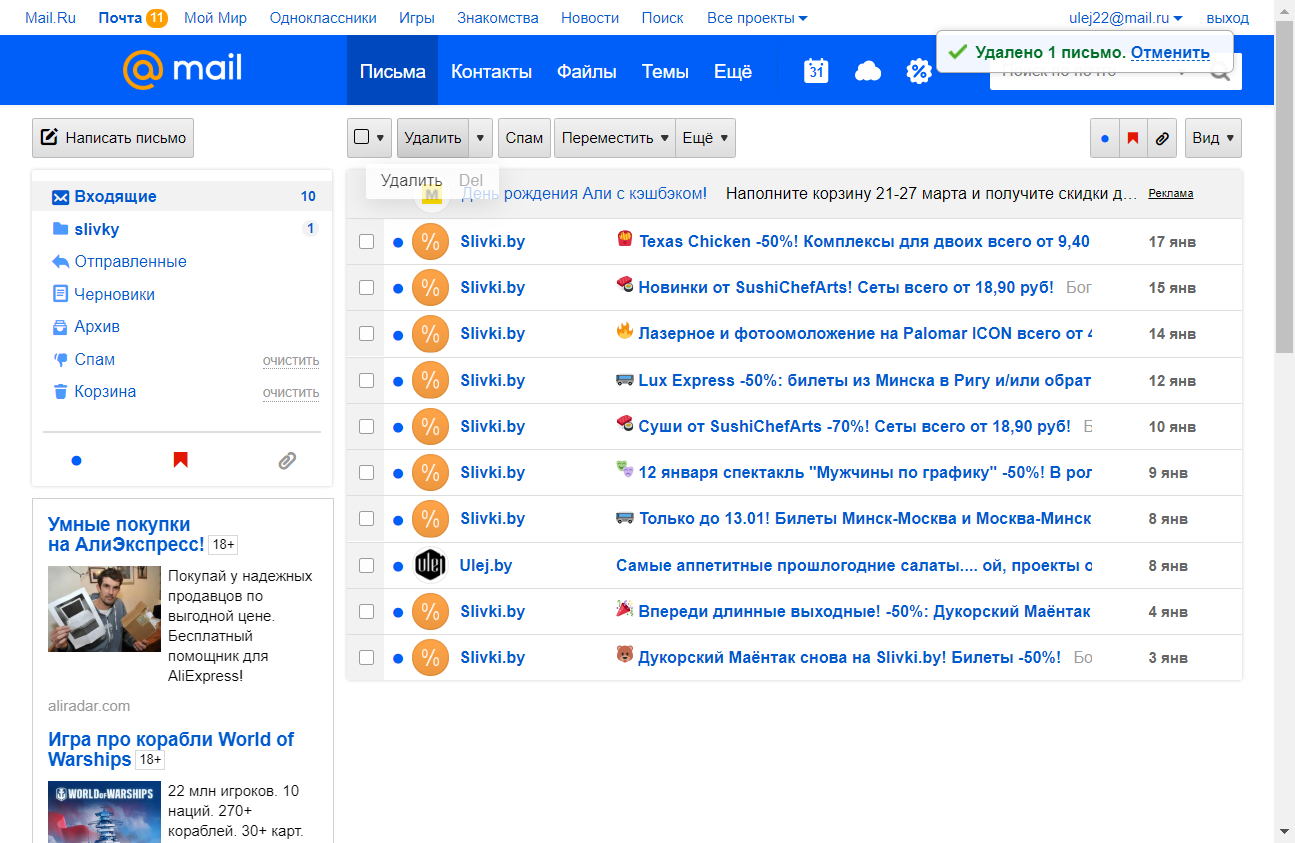 Mail.Ru Почта 11 Мой Мир Одноклассники Игры Знакомства Новости Поиск Все проекты ulej22@mail.ru выход
Удалено 1 письмо. Отменить
@mail Письма Контакты Файлы Темы Ещё 31 %
Написать письмо Удалить Спам Переместить Ещё Вид
Удалить Del
День рождения Али с кэшбэком! Наполните корзину 21-27 марта и получите скидки д... Реклама
Входящие 10
slivky 1
Отправленные
Черновики
Архив
Спам очистить
Корзина очистить
% Slivki.by Texas Chicken -50%! Комплексы для двоих всего от 9,40 17 янв
% Slivki.by Новинки от SushiChefArts! Сеты всего от 18,90 руб! Бог 15 янв
% Slivki.by Лазерное и фотоомоложение на Palomar ICON всего от 4 14 янв
% Slivki.by Lux Express -50%: билеты из Минска в Ригу и/или обрат 12 янв
% Slivki.by Суши от SushiChefArts -70%! Сеты всего от 18,90 руб! Б 10 янв
% Slivki.by 12 января спектакль "Мужчины по графику" -50%! В рол 9 янв
% Slivki.by Только до 13.01! Билеты Минск-Москва и Москва-Минск 8 янв
ulej Ulej.by Самые аппетитные прошлогодние салаты.... ой, проекты о 8 янв
% Slivki.by Впереди длинные выходные! -50%: Дукорский Маёнтак 4 янв
% Slivki.by Дукорский Маёнтак снова на Slivki.by! Билеты -50%! Бо 3 янв
Умные покупки
на АлиЭкспресс! 18+
Покупай у надежных
продавцов по
выгодной цене.
Бесплатный
помощник для
AliExpress!
aliradar.com
Игра про корабли World of
Warships 18+
WORLD OF WARSHIPS
22 млн игроков. 10
наций. 270+
кораблей. 30+ карт.